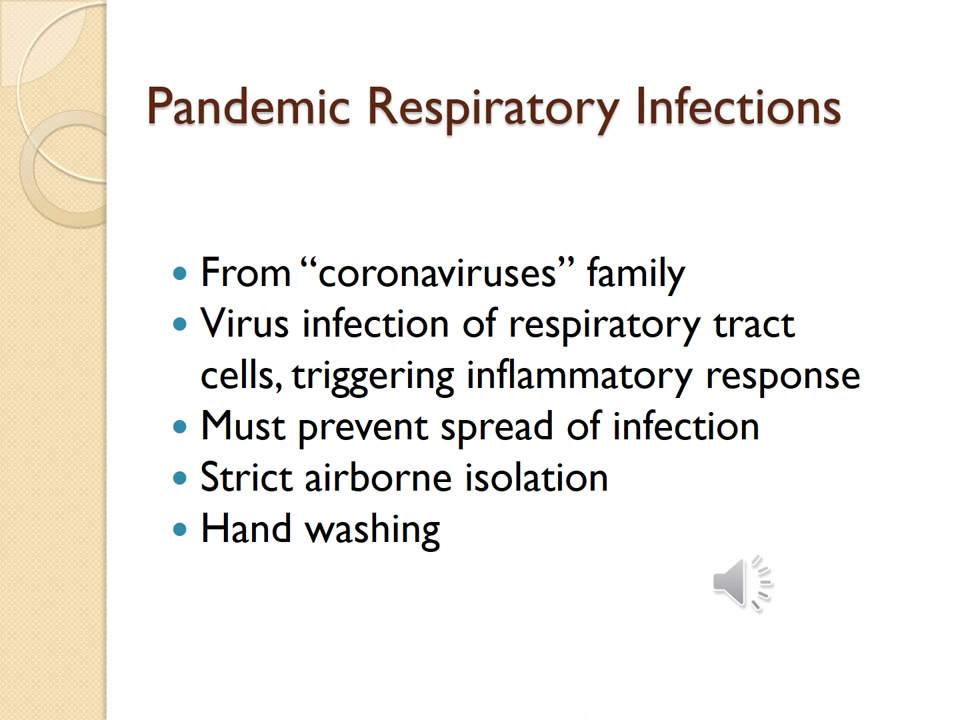 Pandemic Respiratory Infections
• From “coronaviruses” family
• Virus infection of respiratory tract
cells, triggering inflammatory response
• Must prevent spread of infection
• Strict airborne isolation
• Hand washing